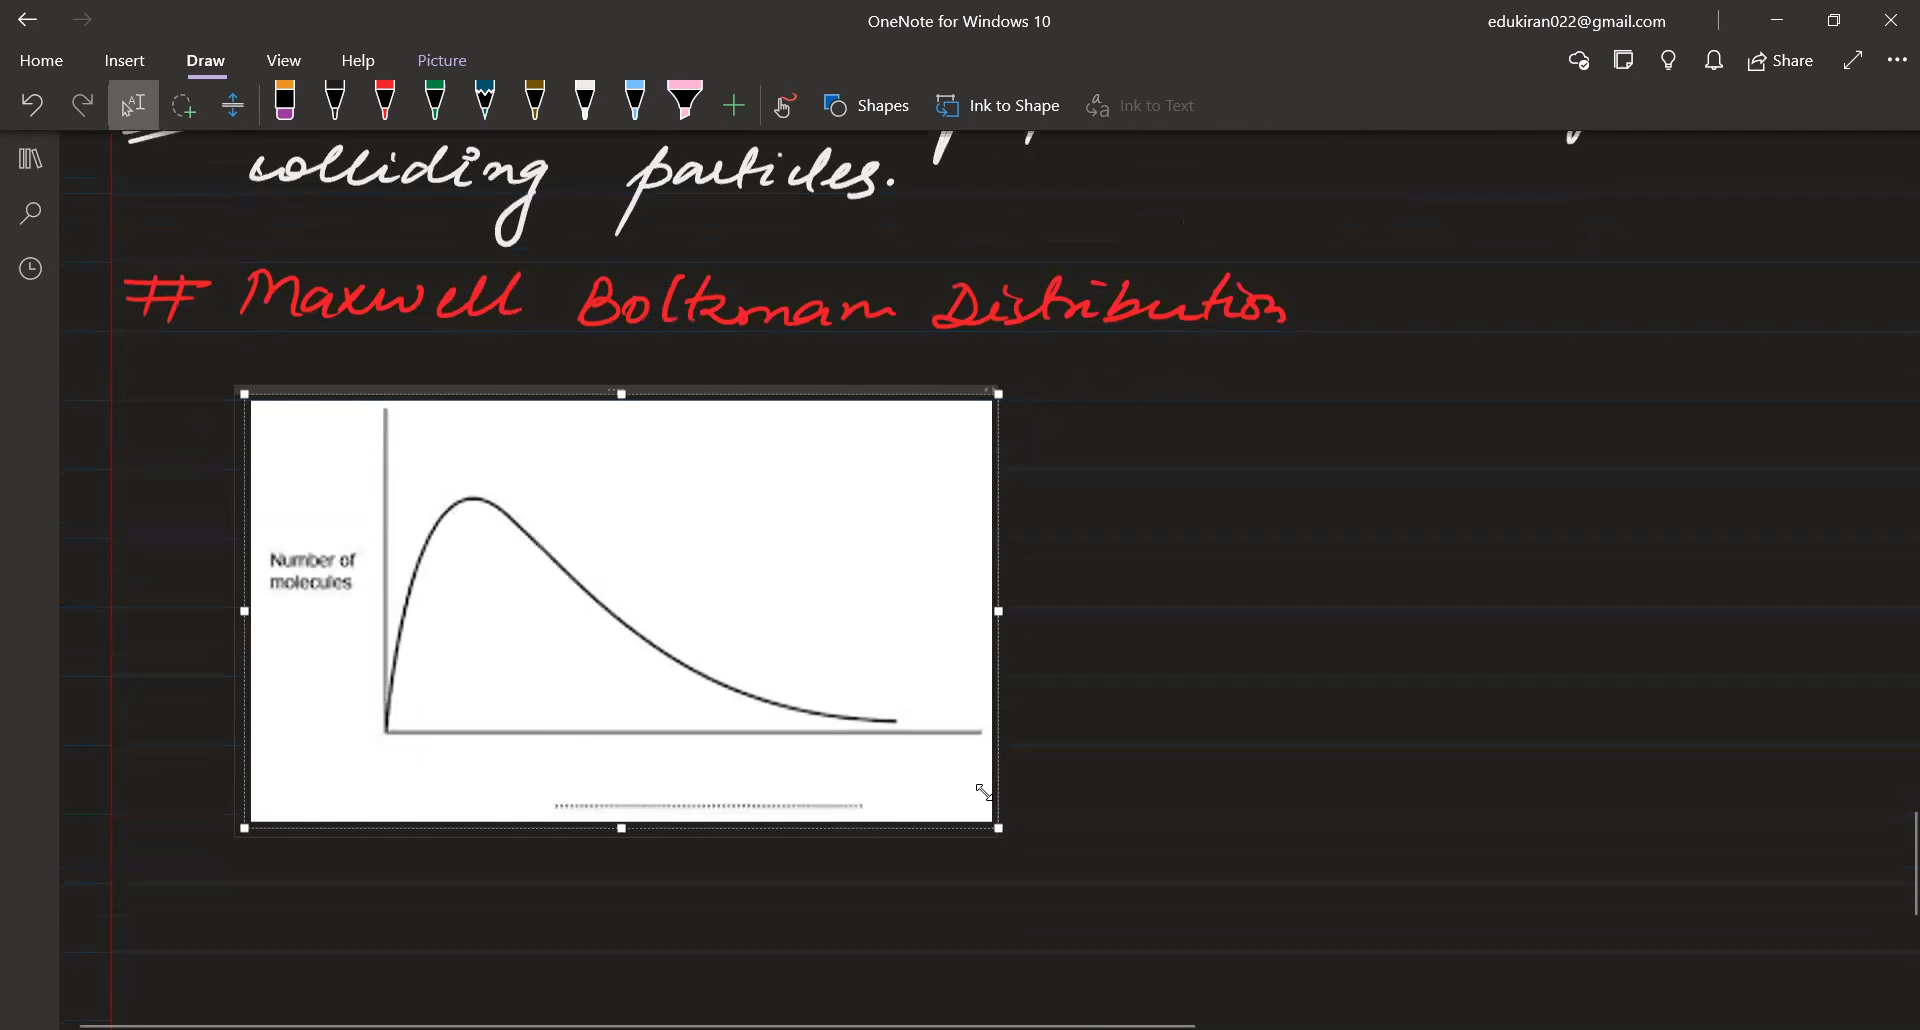 OneNote for Windows 10
edukiran022@gmail.com
Home Insert Draw View Help Picture
Share
Shapes Ink to Shape Ink to Text
colliding particles.
# Maxwell Boltzmann Distribution
Number of
molecules